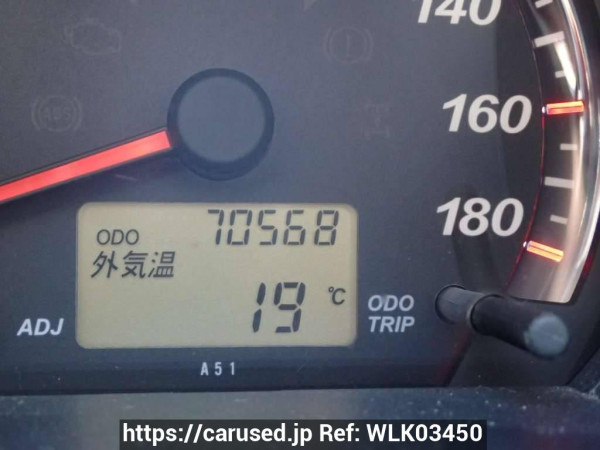 140
160
180
ODO 70568
外気温
19 °C
ADJ
ODO
TRIP
A51
https://carused.jp Ref: WLK03450